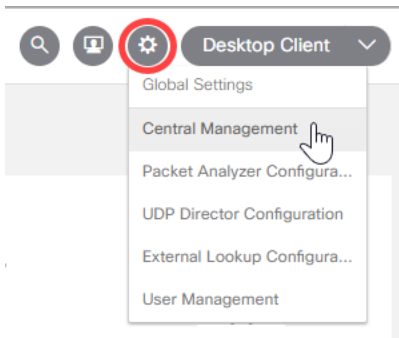 Desktop Client
Global Settings
Central Management
Packet Analyzer Configura...
UDP Director Configuration
External Lookup Configura...
User Management